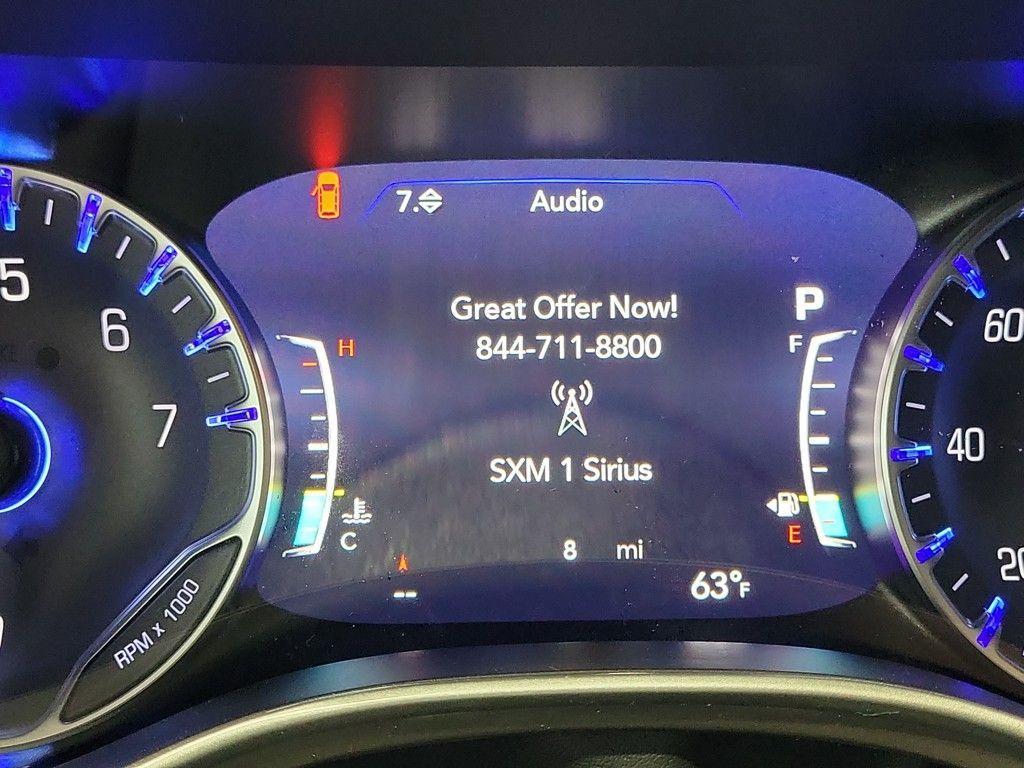 7. Audio
Great Offer Now!
844-711-8800
SXM 1 Sirius
8 mi
--
63°F
P
H
C
F
E
5
6
7
RPM x 1000
60
40
20